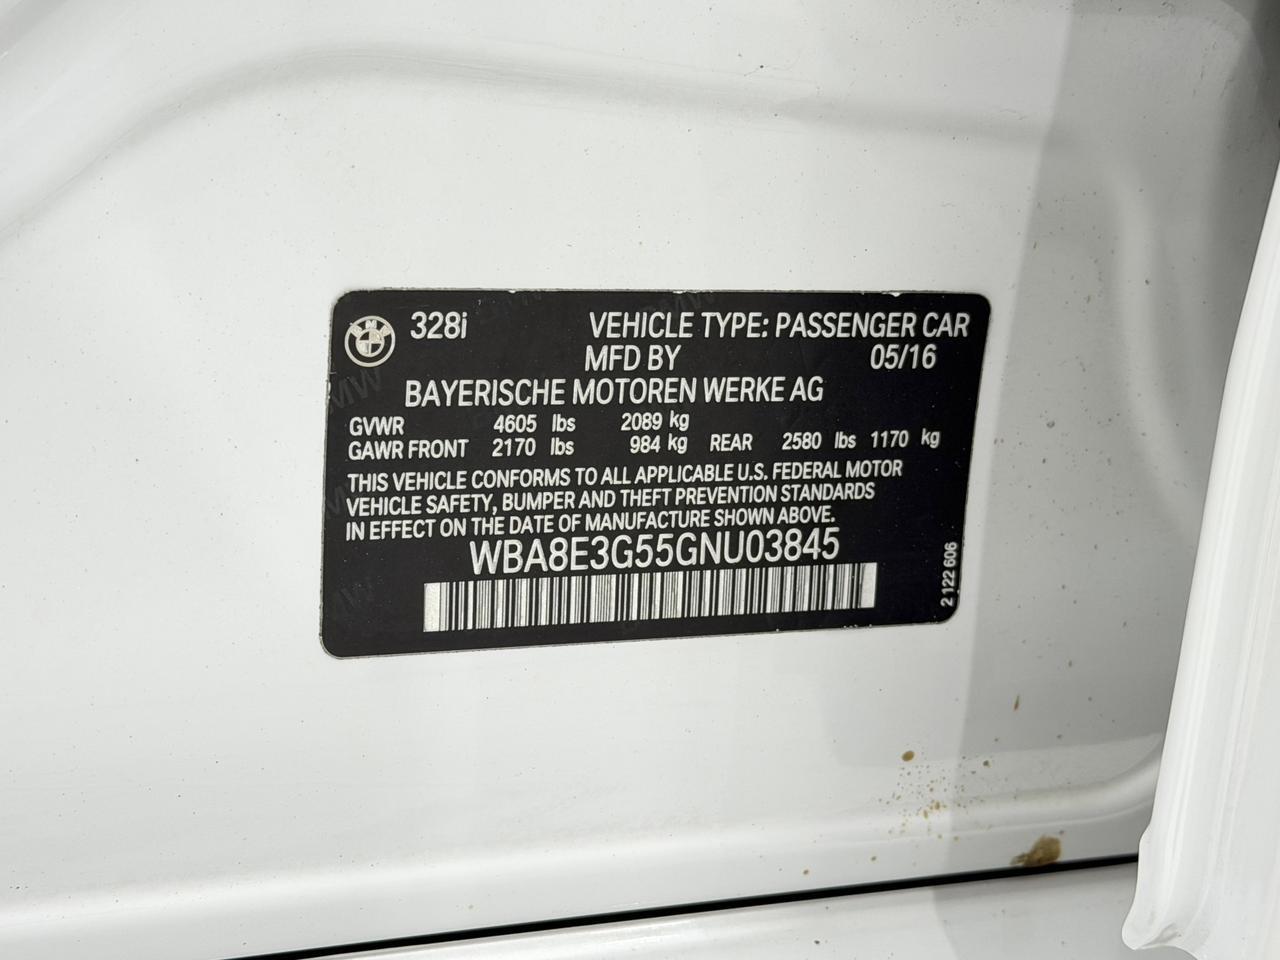 BMW 328i VEHICLE TYPE: PASSENGER CAR
MFD BY 05/16
BAYERISCHE MOTOREN WERKE AG
GVWR 4605 lbs 2089 kg
GAWR FRONT 2170 lbs 984 kg REAR 2580 lbs 1170 kg
THIS VEHICLE CONFORMS TO ALL APPLICABLE U.S. FEDERAL MOTOR
VEHICLE SAFETY, BUMPER AND THEFT PREVENTION STANDARDS
IN EFFECT ON THE DATE OF MANUFACTURE SHOWN ABOVE.
WBA8E3G55GNU03845
2 122 606